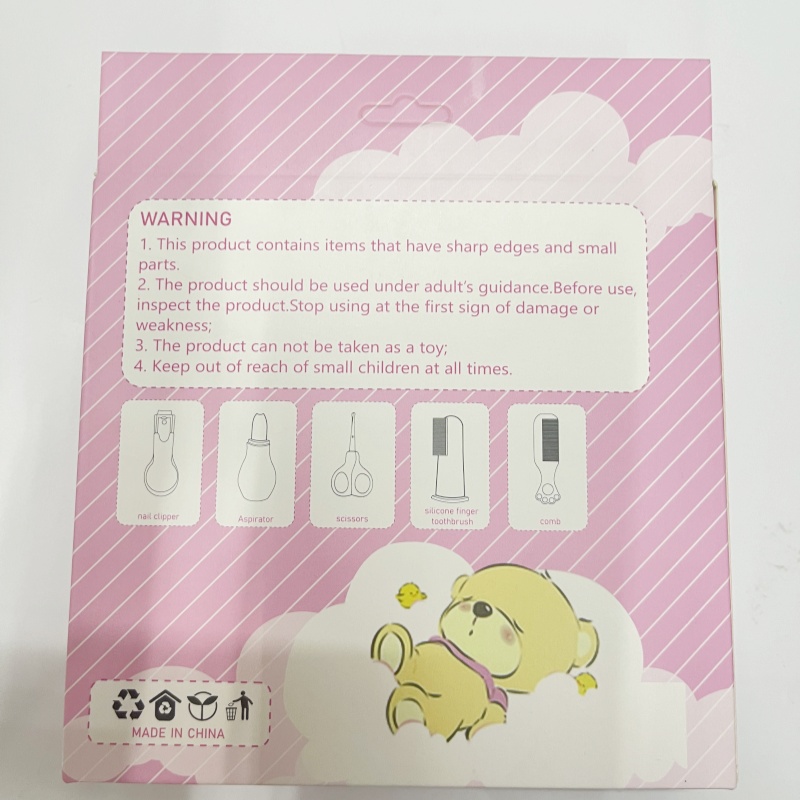 WARNING
1. This product contains items that have sharp edges and small
parts.
2. The product should be used under adult's guidance.Before use,
inspect the product.Stop using at the first sign of damage or
weakness;
3. The product can not be taken as a toy;
4. Keep out of reach of small children at all times.
nail clipper
Aspirator
scissors
silicone finger
toothbrush
comb
MADE IN CHINA